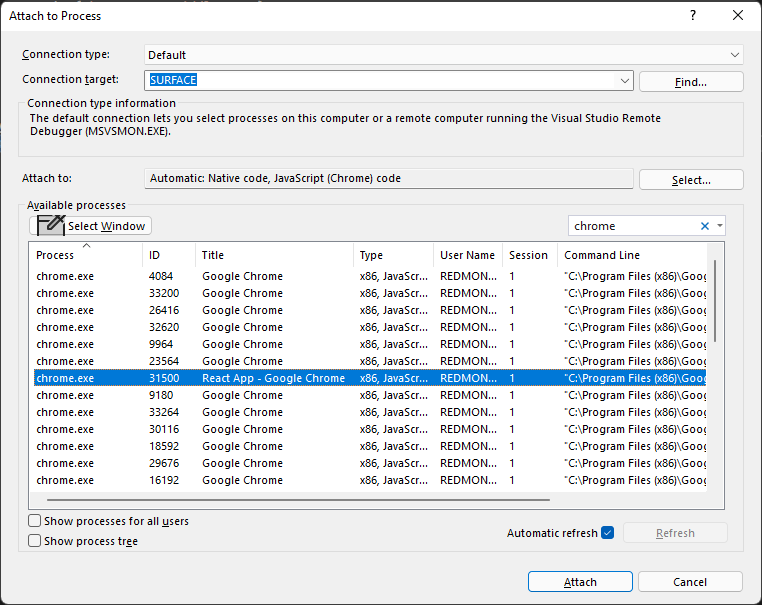 Attach to Process
?
Connection type: Default
Connection target: SURFACE Find...
Connection type information
The default connection lets you select processes on this computer or a remote computer running the Visual Studio Remote
Debugger (MSVSMON.EXE).
Attach to: Automatic: Native code, JavaScript (Chrome) code Select...
Available processes
Select Window chrome
Process ID Title Type User Name Session Command Line
chrome.exe 4084 Google Chrome x86, JavaScr... REDMON... 1 "C:\Program Files (x86)\Goog
chrome.exe 33200 Google Chrome x86, JavaScr... REDMON... 1 "C:\Program Files (x86)\Goog
chrome.exe 26416 Google Chrome x86, JavaScr... REDMON... 1 "C:\Program Files (x86)\Goog
chrome.exe 32620 Google Chrome x86, JavaScr... REDMON... 1 "C:\Program Files (x86)\Goog
chrome.exe 9964 Google Chrome x86, JavaScr... REDMON... 1 "C:\Program Files (x86)\Goog
chrome.exe 23564 Google Chrome x86, JavaScr... REDMON... 1 "C:\Program Files (x86)\Goog
chrome.exe 31500 React App - Google Chrome x86, JavaScr... REDMON... 1 "C:\Program Files (x86)\Goog
chrome.exe 9180 Google Chrome x86, JavaScr... REDMON... 1 "C:\Program Files (x86)\Goog
chrome.exe 33264 Google Chrome x86, JavaScr... REDMON... 1 "C:\Program Files (x86)\Goog
chrome.exe 30116 Google Chrome x86, JavaScr... REDMON... 1 "C:\Program Files (x86)\Goog
chrome.exe 18592 Google Chrome x86, JavaScr... REDMON... 1 "C:\Program Files (x86)\Goog
chrome.exe 29676 Google Chrome x86, JavaScr... REDMON... 1 "C:\Program Files (x86)\Goog
chrome.exe 16192 Google Chrome x86, JavaScr... REDMON... 1 "C:\Program Files (x86)\Goog
Show processes for all users
Automatic refresh Refresh
Show process tree
Attach Cancel